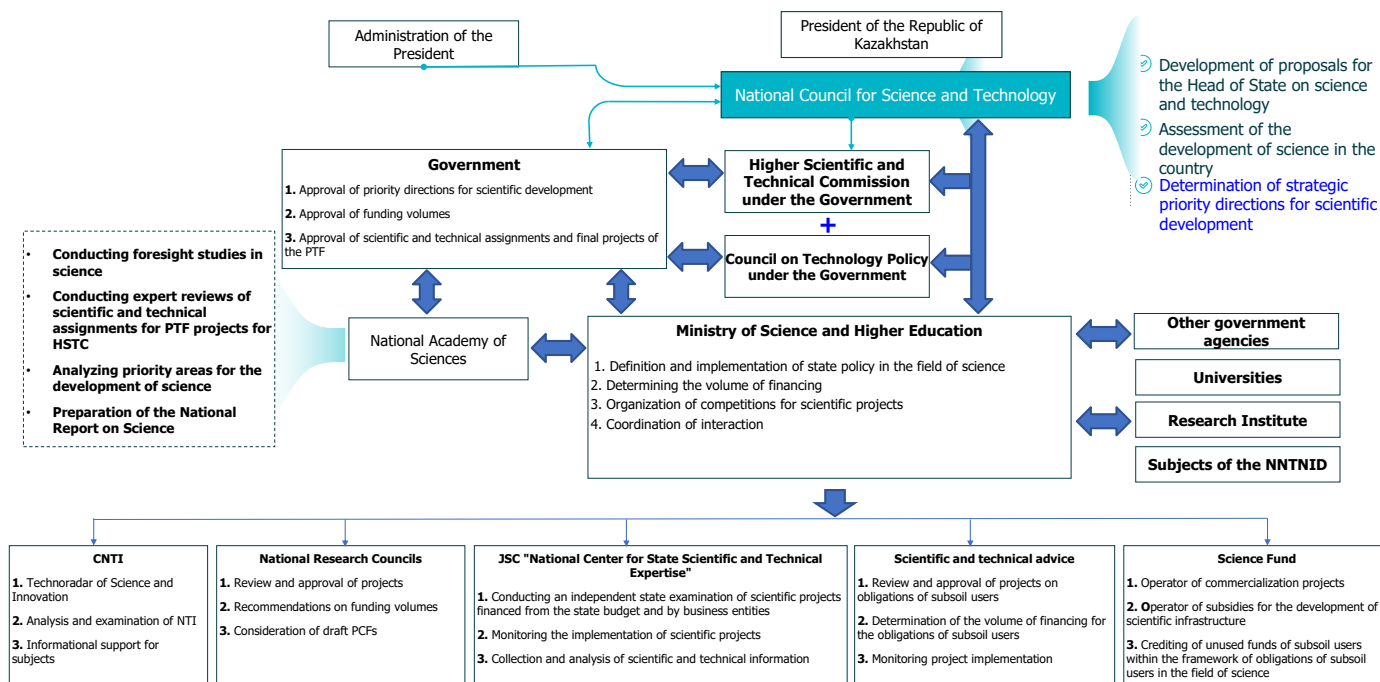 Administration of the
President
President of the Republic of
Kazakhstan
National Council for Science and Technology
Development of proposals for
the Head of State on science
and technology
Assessment of the
development of science in the
country
Determination of strategic
priority directions for scientific
development
Government
1. Approval of priority directions for scientific development
2. Approval of funding volumes
3. Approval of scientific and technical assignments and final projects of
the PTF
Higher Scientific and
Technical Commission
under the Government
+
Council on Technology Policy
under the Government
• Conducting foresight studies in
science
• Conducting expert reviews of
scientific and technical
assignments for PTF projects for
HSTC
• Analyzing priority areas for the
development of science
• Preparation of the National
Report on Science
National Academy of
Sciences
Ministry of Science and Higher Education
1. Definition and implementation of state policy in the field of science
2. Determining the volume of financing
3. Organization of competitions for scientific projects
4. Coordination of interaction
Other government
agencies
Universities
Research Institute
Subjects of the NNTNID
CNTI
1. Technoradar of Science and
Innovation
2. Analysis and examination of NTI
3. Informational support for
subjects
National Research Councils
1. Review and approval of projects
2. Recommendations on funding volumes
3. Consideration of draft PCFs
JSC "National Center for State Scientific and Technical
Expertise"
1. Conducting an independent state examination of scientific projects
financed from the state budget and by business entities
2. Monitoring the implementation of scientific projects
3. Collection and analysis of scientific and technical information
Scientific and technical advice
1. Review and approval of projects on
obligations of subsoil users
2. Determination of the volume of financing for
the obligations of subsoil users
3. Monitoring project implementation
Science Fund
1. Operator of commercialization projects
2. Operator of subsidies for the development of
scientific infrastructure
3. Crediting of unused funds of subsoil users
within the framework of obligations of subsoil
users in the field of science